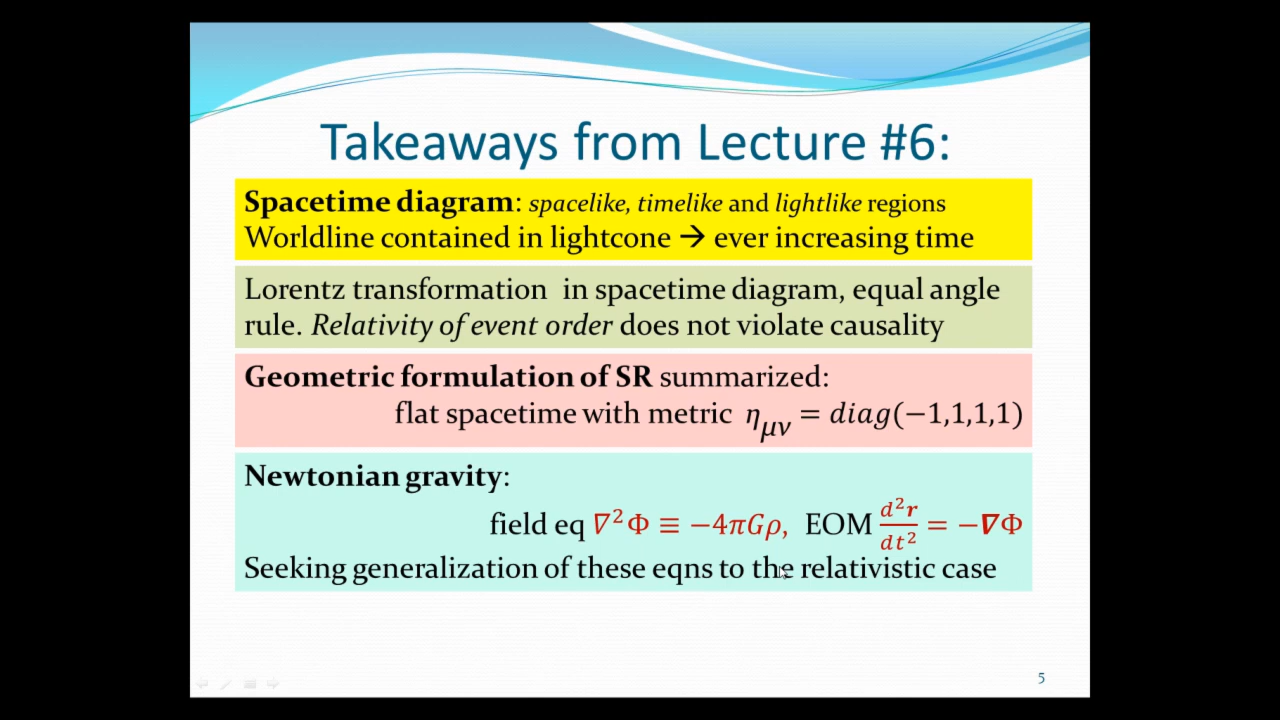 Takeaways from Lecture #6:
Spacetime diagram: spacelike, timelike and lightlike regions
Worldline contained in lightcone → ever increasing time
Lorentz transformation in spacetime diagram, equal angle
rule. Relativity of event order does not violate causality
Geometric formulation of SR summarized:
flat spacetime with metric η_μν = diag(−1,1,1,1)
Newtonian gravity:
field eq ∇²Φ ≡ −4πGρ, EOM d²r/dt² = −∇Φ
Seeking generalization of these eqns to the relativistic case
5